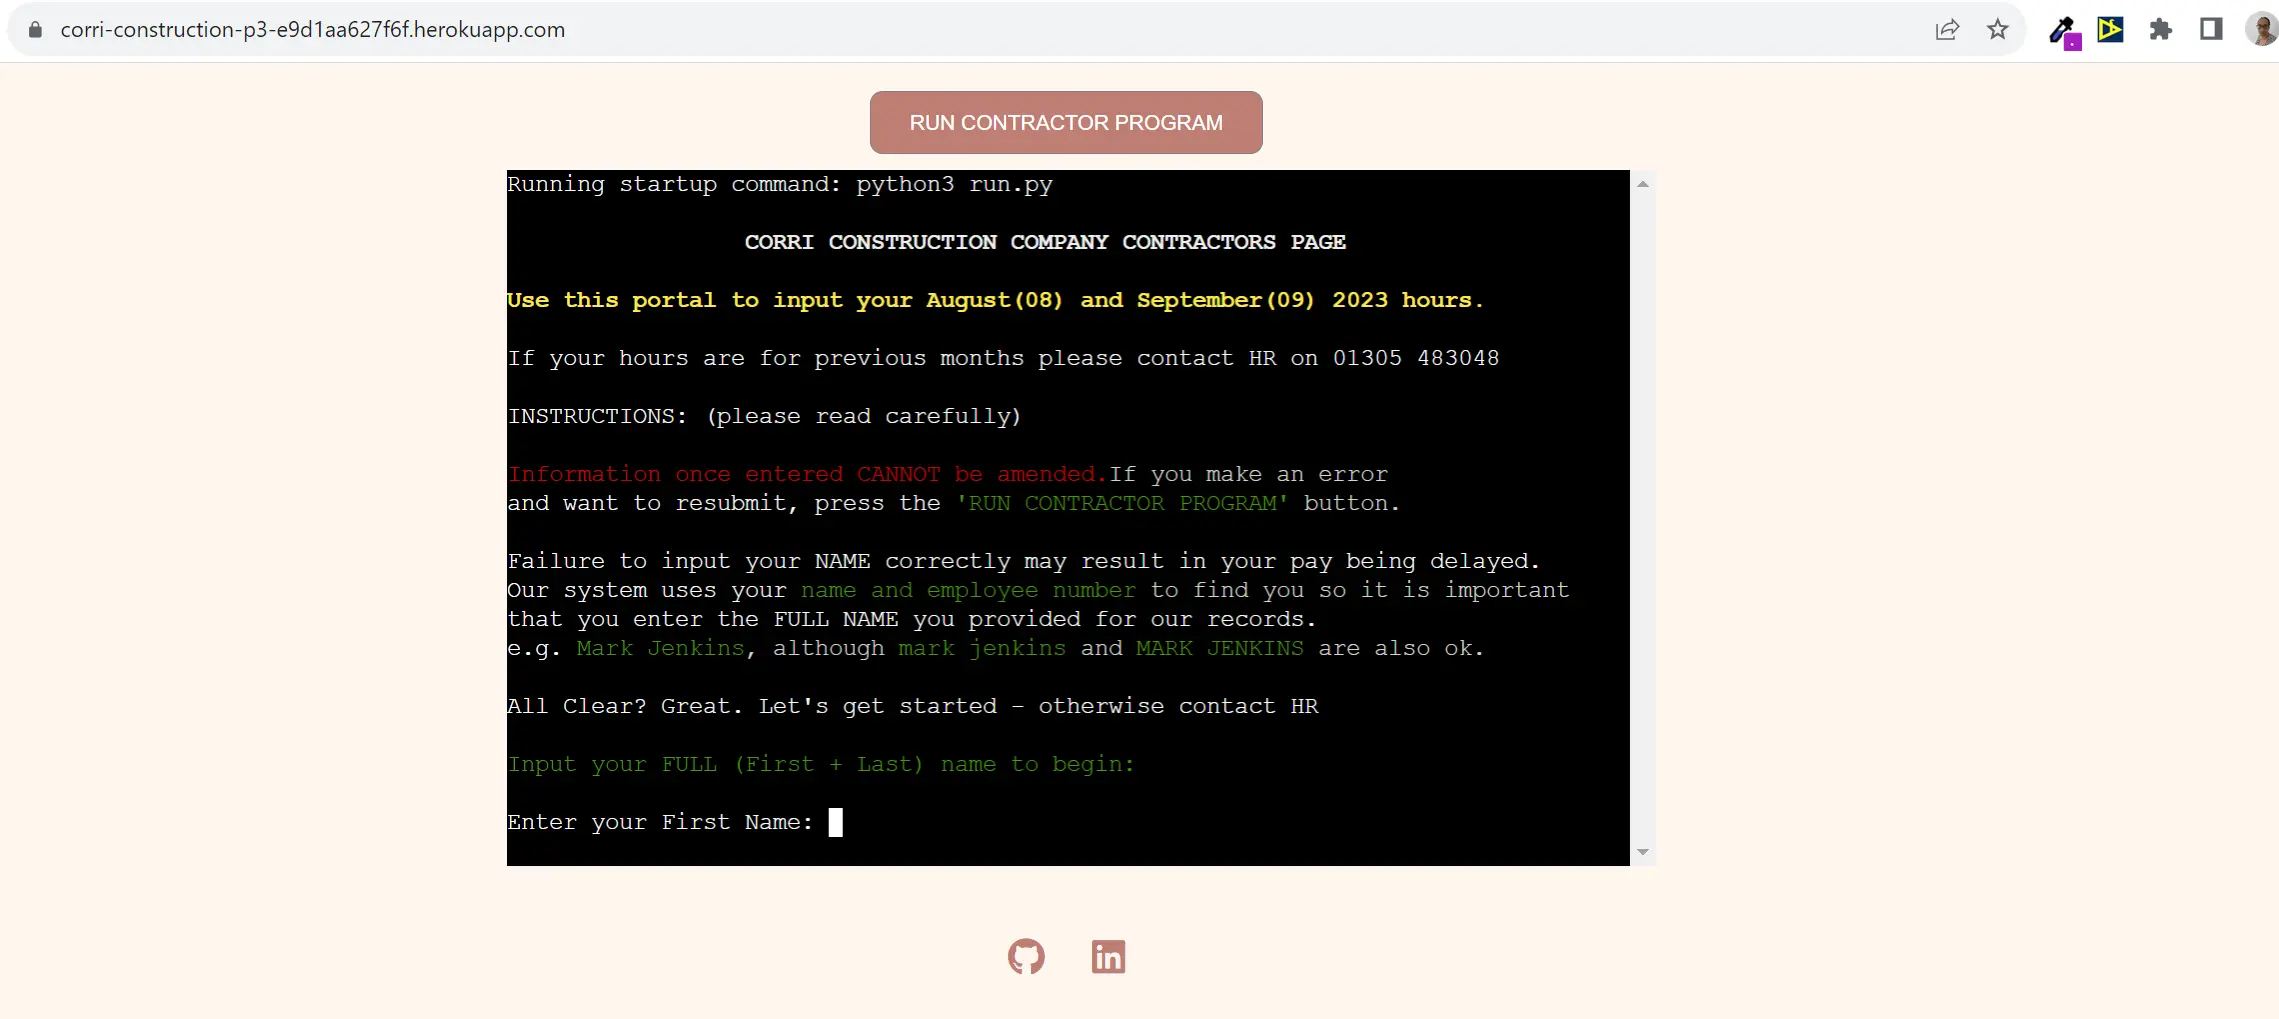 corri-construction-p3-e9d1aa627f6f.herokuapp.com
RUN CONTRACTOR PROGRAM
Running startup command: python3 run.py
CORRI CONSTRUCTION COMPANY CONTRACTORS PAGE
Use this portal to input your August(08) and September(09) 2023 hours.
If your hours are for previous months please contact HR on 01305 483048
INSTRUCTIONS: (please read carefully)
Information once entered CANNOT be amended.If you make an error
and want to resubmit, press the 'RUN CONTRACTOR PROGRAM' button.
Failure to input your NAME correctly may result in your pay being delayed.
Our system uses your name and employee number to find you so it is important
that you enter the FULL NAME you provided for our records.
e.g. Mark Jenkins, although mark jenkins and MARK JENKINS are also ok.
All Clear? Great. Let's get started - otherwise contact HR
Input your FULL (First + Last) name to begin:
Enter your First Name:
in